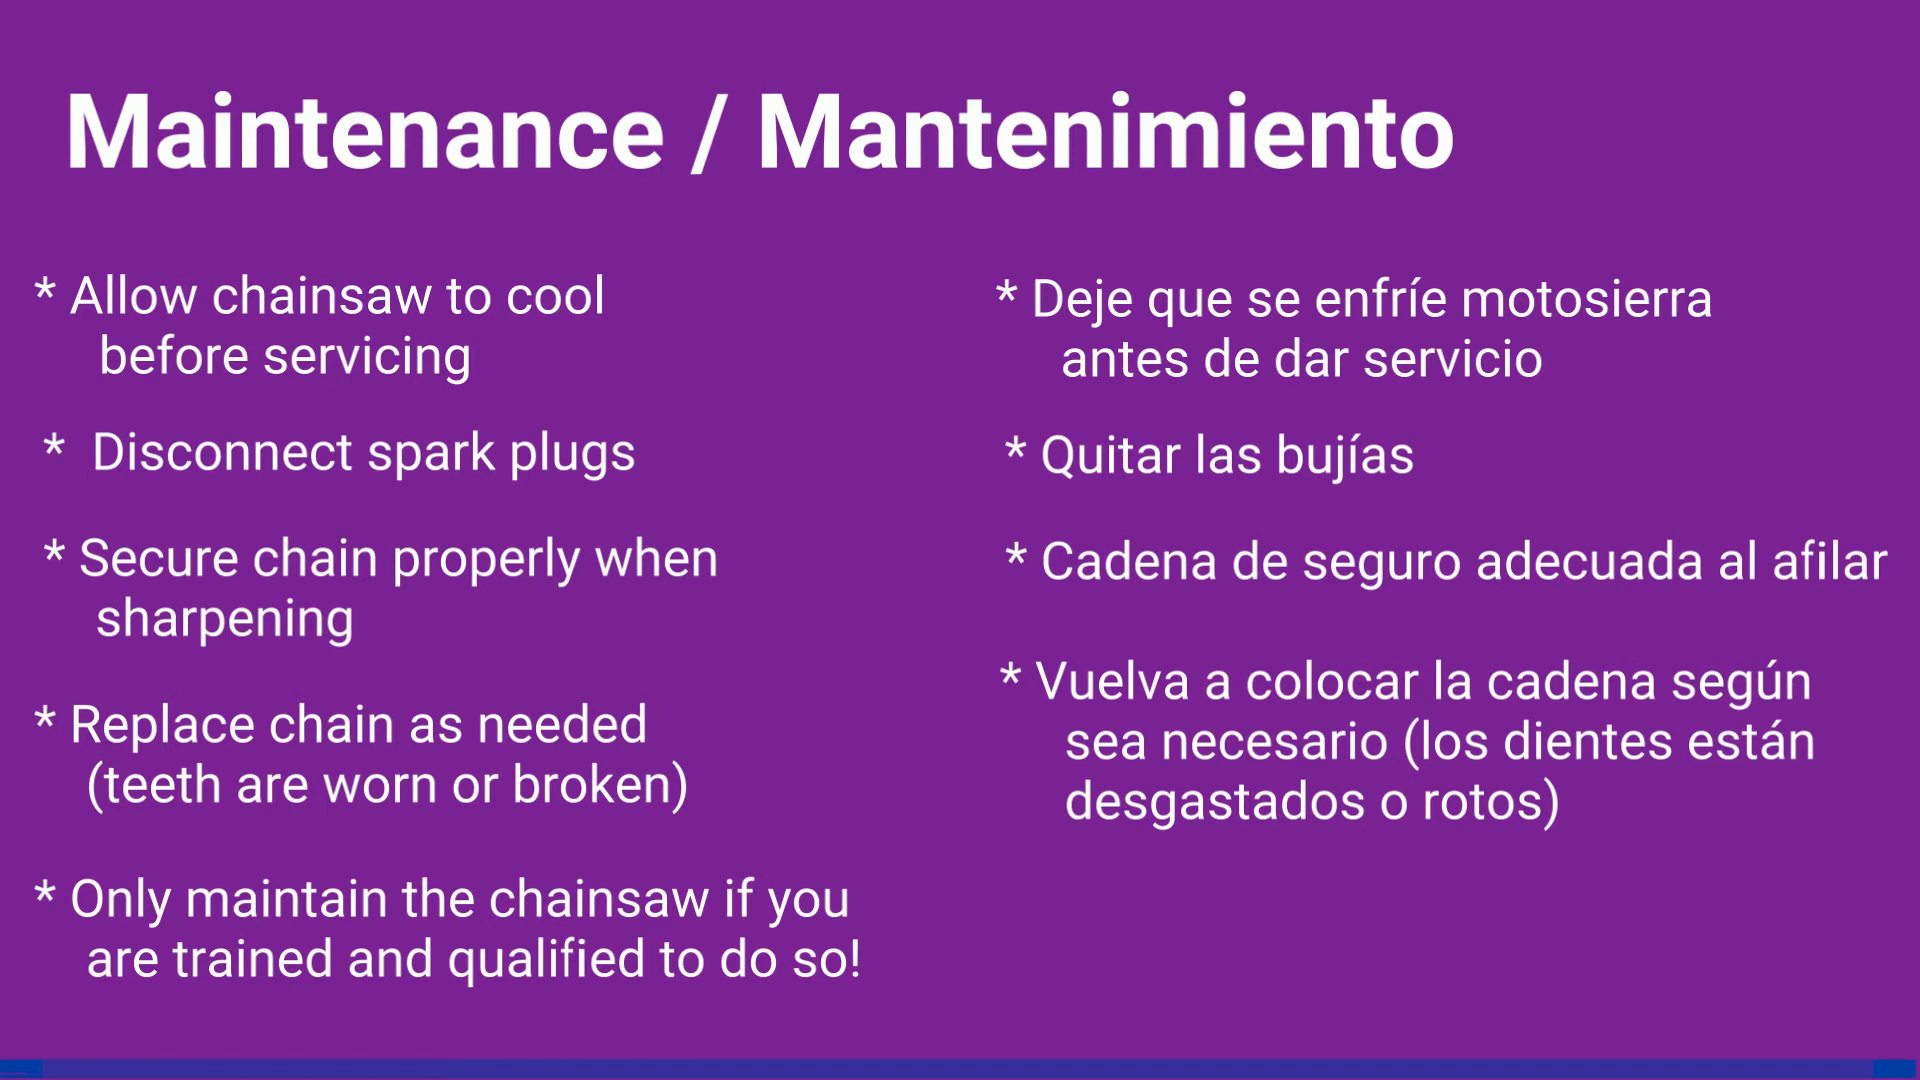 Maintenance / Mantenimiento
* Allow chainsaw to cool
before servicing
* Disconnect spark plugs
* Secure chain properly when
sharpening
* Replace chain as needed
(teeth are worn or broken)
* Only maintain the chainsaw if you
are trained and qualified to do so!
* Deje que se enfríe motosierra
antes de dar servicio
* Quitar las bujías
* Cadena de seguro adecuada al afilar
* Vuelva a colocar la cadena según
sea necesario (los dientes están
desgastados o rotos)